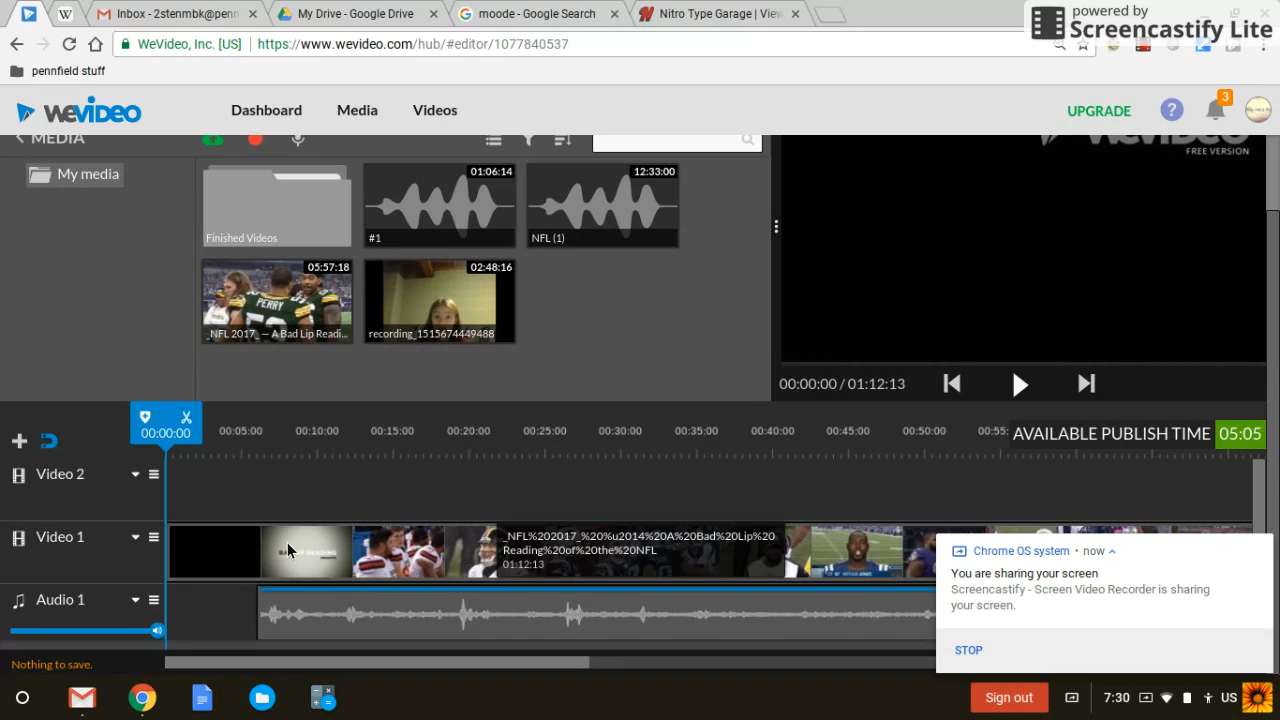 Inbox - 2stenmbk@penn
My Drive - Google Drive
moode - Google Search
Nitro Type Garage | Vie
powered by
Screencastify Lite
WeVideo, Inc. [US]
https://www.wevideo.com/hub/#editor/1077840537
pennfield stuff
WEVIDEO
Dashboard
Media
Videos
UPGRADE
3
MEDIA
FREE VERSION
My media
01:06:14
12:33:00
Finished Videos
#1
NFL (1)
05:57:18
02:48:16
PERRY
_NFL 2017_ — A Bad Lip Readi...
recording_1515674449488
00:00:00 / 01:12:13
00:00:00
00:05:00
00:10:00
00:15:00
00:20:00
00:25:00
00:30:00
00:35:00
00:40:00
00:45:00
00:50:00
00:55:
AVAILABLE PUBLISH TIME
05:05
Video 2
Video 1
_NFL%202017_%20%u2014%20A%20Bad%20Lip%20
Reading%20of%20the%20NFL
01:12:13
Chrome OS system • now
You are sharing your screen
Screencastify - Screen Video Recorder is sharing
your screen.
STOP
Audio 1
Nothing to save.
Sign out
7:30
US